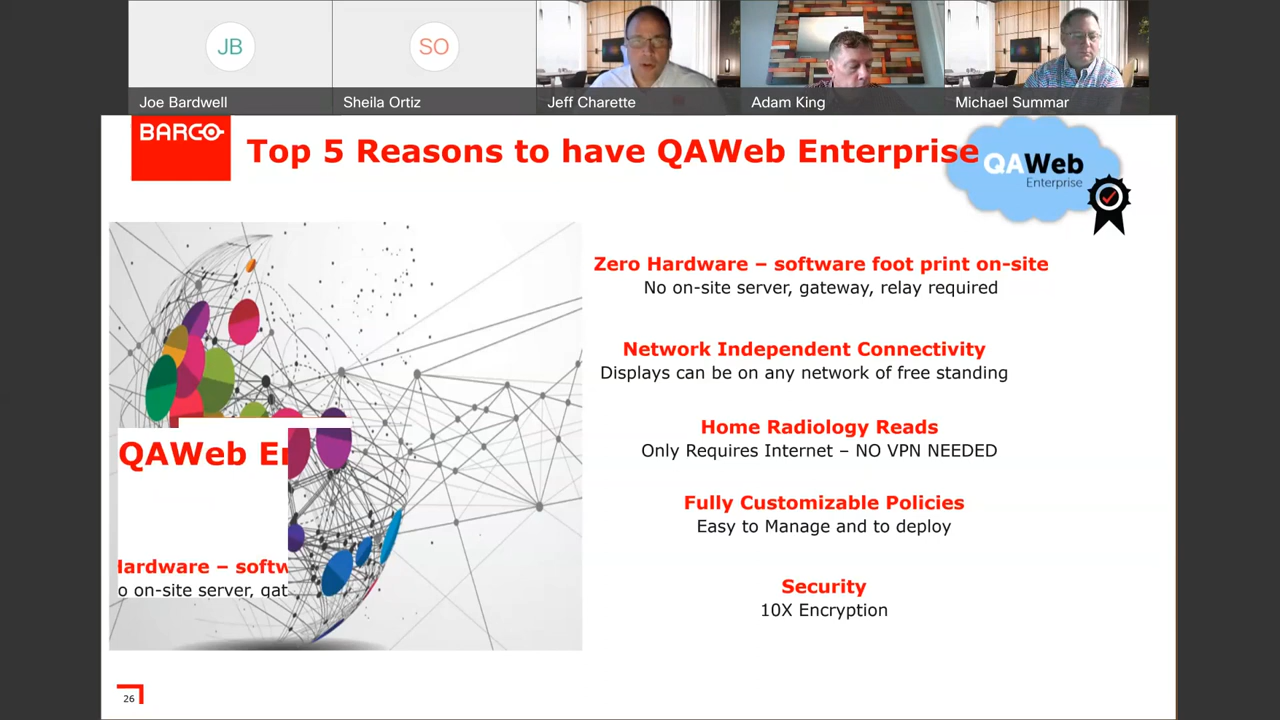 JB
SO
Joe Bardwell
Sheila Ortiz
Jeff Charette
Adam King
Michael Summar
BARCO
Top 5 Reasons to have QAWeb Enterprise
QAWeb
Enterprise
Zero Hardware – software foot print on-site
No on-site server, gateway, relay required
Network Independent Connectivity
Displays can be on any network of free standing
Home Radiology Reads
Only Requires Internet – NO VPN NEEDED
Fully Customizable Policies
Easy to Manage and to deploy
Security
10X Encryption
QAWeb E
Hardware – softw
o on-site server, gat
26